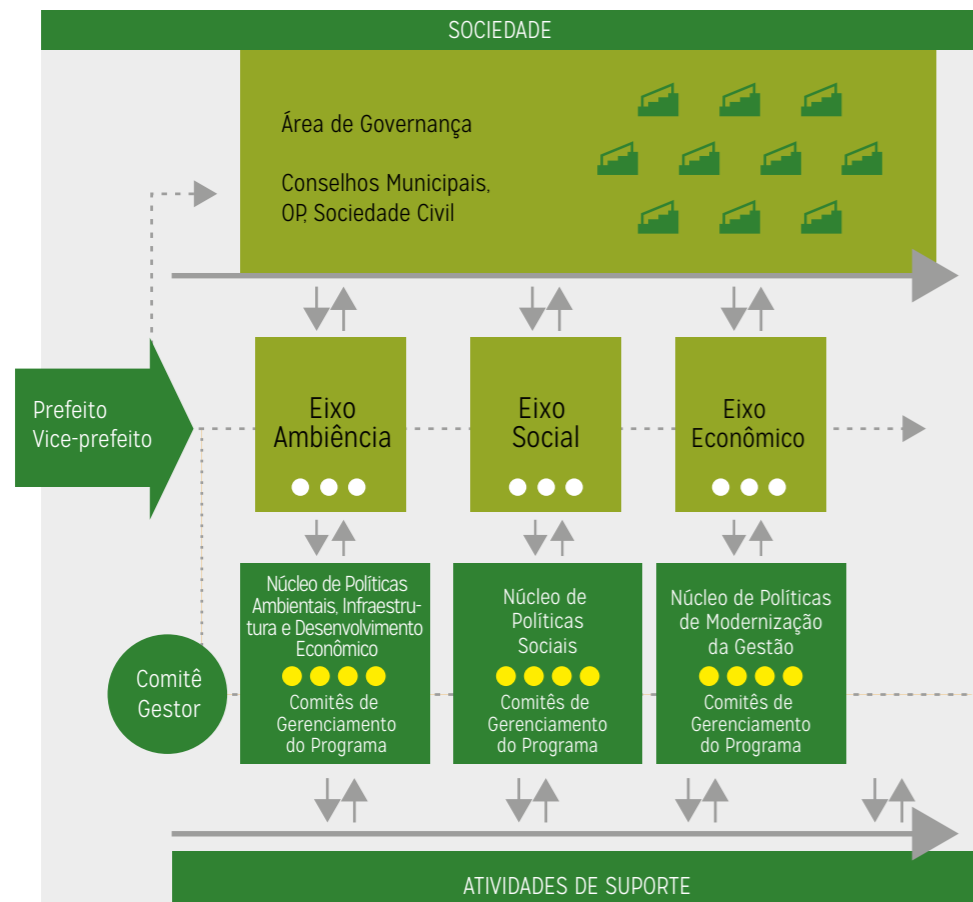 SOCIEDADE
Área de Governança
Conselhos Municipais,
OP, Sociedade Civil
Prefeito
Vice-prefeito
Eixo
Ambiência
Eixo
Social
Eixo
Econômico
Núcleo de Políticas
Ambientais, Infraestru-
tura e Desenvolvimento
Econômico
Comitês de
Gerenciamento
do Programa
Núcleo de
Políticas
Sociais
Comitês de
Gerenciamento
do Programa
Núcleo de Políticas
de Modernização
da Gestão
Comitês de
Gerenciamento
do Programa
Comitê
Gestor
ATIVIDADES DE SUPORTE